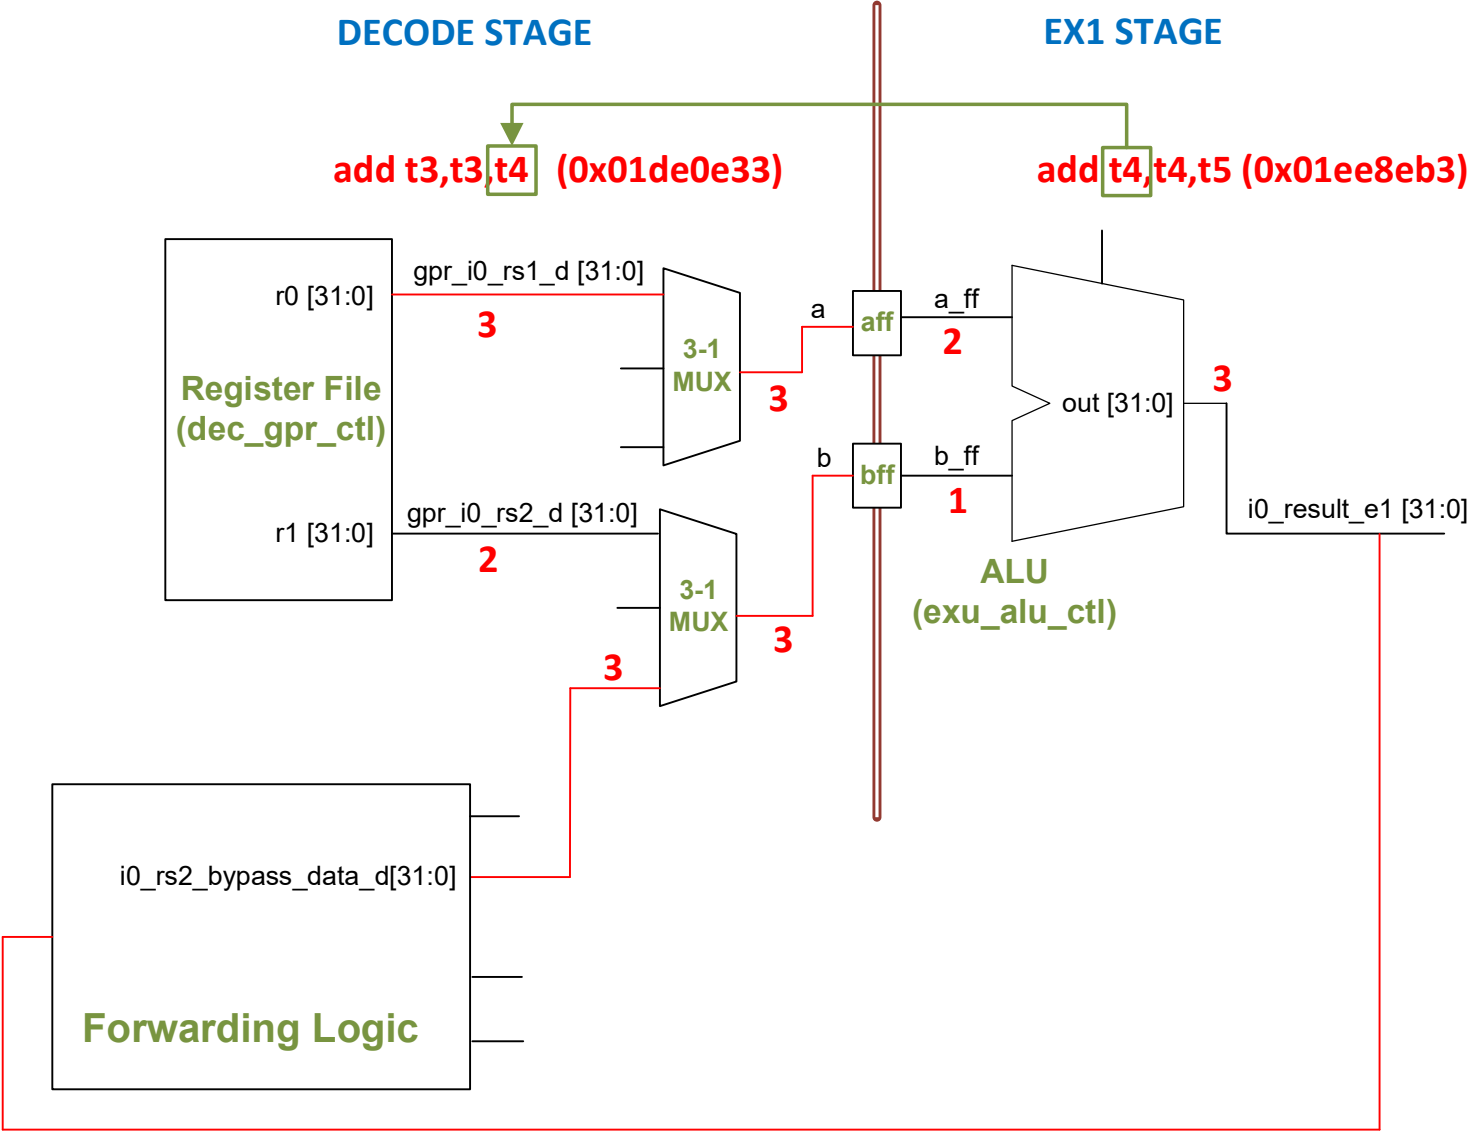 DECODE STAGE
EX1 STAGE
add t3,t3,t4 (0x01de0e33)
add t4,t4,t5 (0x01ee8eb3)
gpr_i0_rs1_d [31:0]
r0 [31:0]
3
a
aff
a_ff
2
3-1
MUX
3
Register File
(dec_gpr_ctl)
3
out [31:0]
b
bff
b_ff
1
gpr_i0_rs2_d [31:0]
r1 [31:0]
2
i0_result_e1 [31:0]
3-1
MUX
3
3
ALU
(exu_alu_ctl)
i0_rs2_bypass_data_d[31:0]
Forwarding Logic